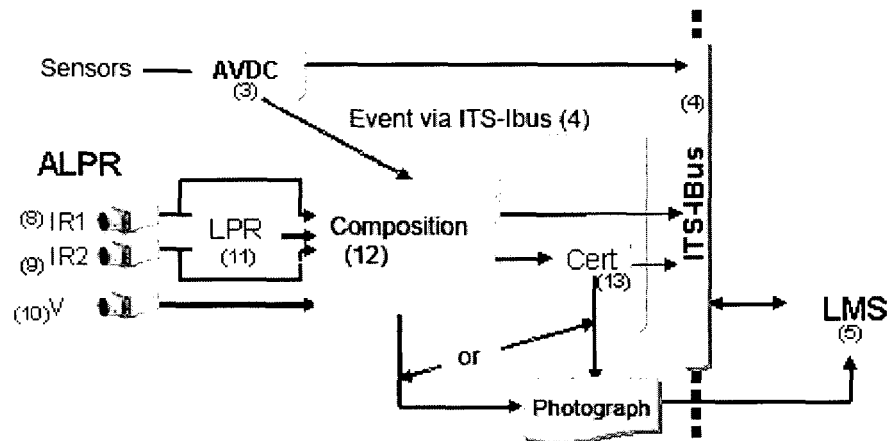 Sensors
AVDC
(3)
Event via ITS-Ibus (4)
(4)
ITS-IBus
ALPR
(8) IR1
(9) IR2
(10) V
LPR
(11)
Composition
(12)
Cert
(13)
or
Photograph
LMS
(5)